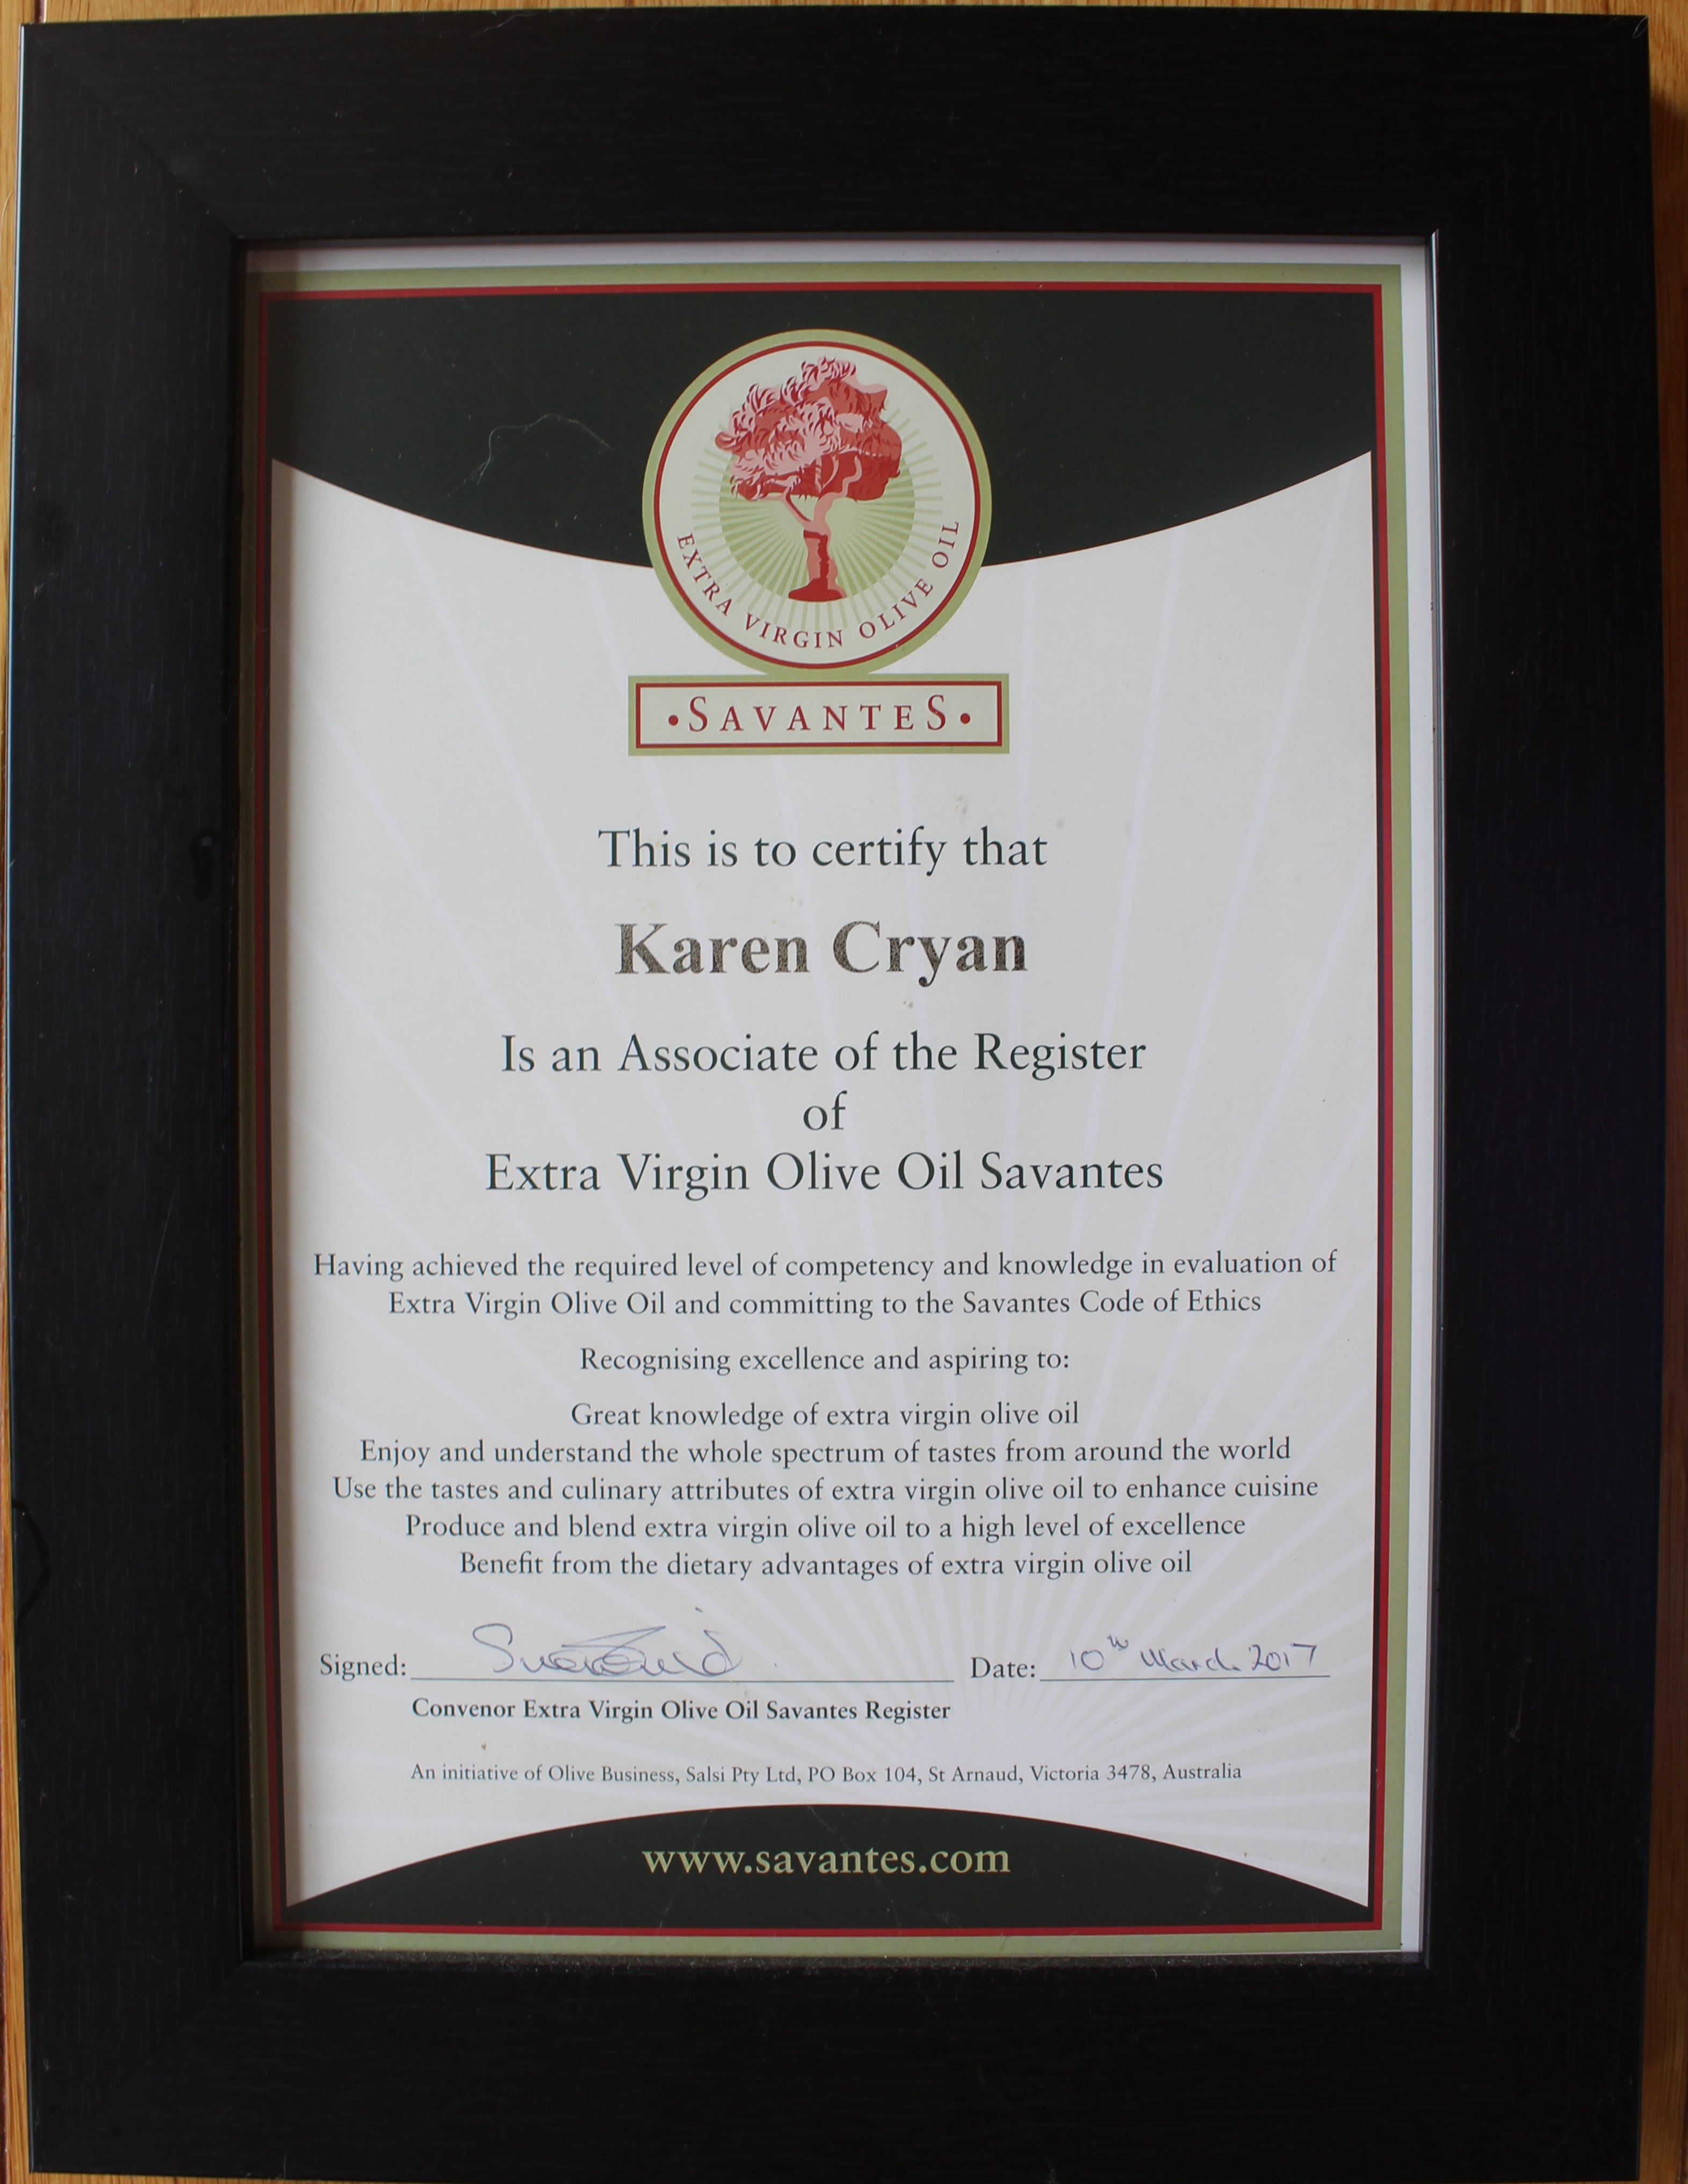 EXTRA VIRGIN OLIVE OIL
•SAVANTES•
This is to certify that
Karen Cryan
Is an Associate of the Register
of
Extra Virgin Olive Oil Savantes
Having achieved the required level of competency and knowledge in evaluation of
Extra Virgin Olive Oil and committing to the Savantes Code of Ethics
Recognising excellence and aspiring to:
Great knowledge of extra virgin olive oil
Enjoy and understand the whole spectrum of tastes from around the world
Use the tastes and culinary attributes of extra virgin olive oil to enhance cuisine
Produce and blend extra virgin olive oil to a high level of excellence
Benefit from the dietary advantages of extra virgin olive oil
Signed: Date: 10th March 2017
Convenor Extra Virgin Olive Oil Savantes Register
An initiative of Olive Business, Salsi Pty Ltd, PO Box 104, St Arnaud, Victoria 3478, Australia
www.savantes.com